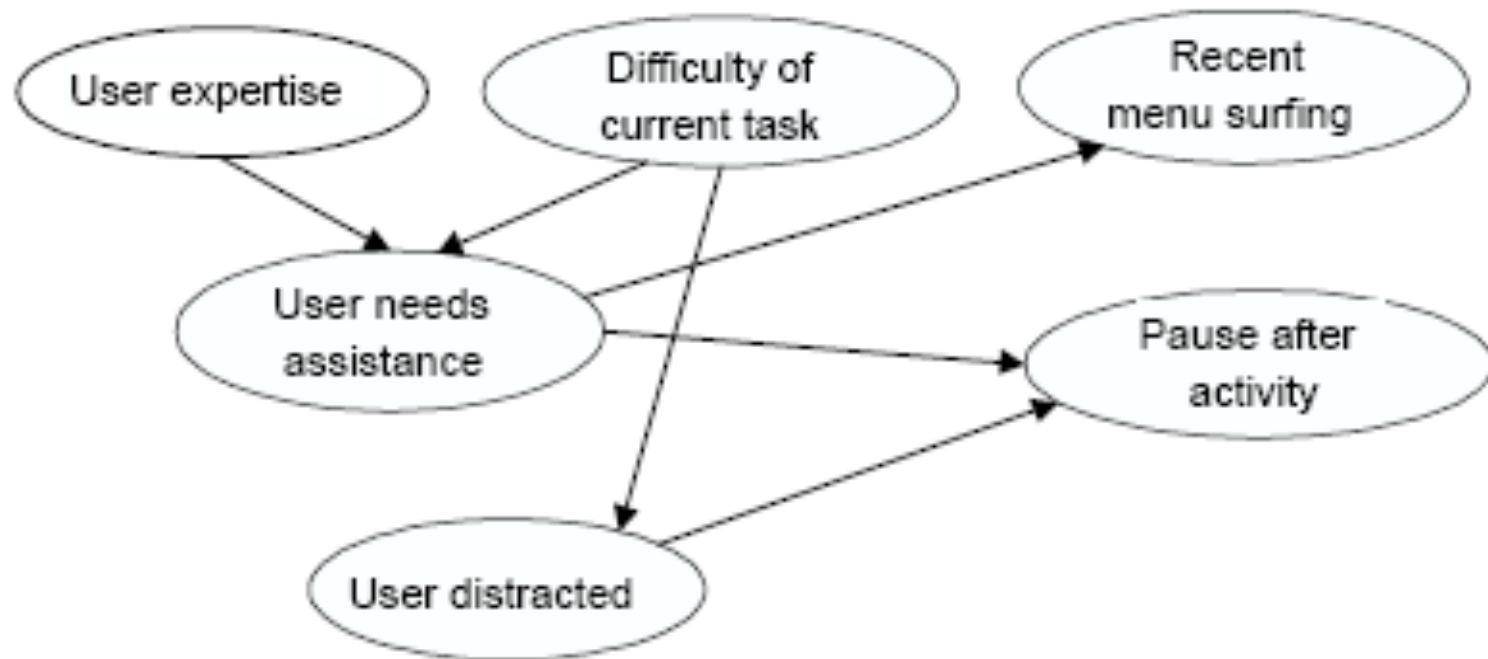 User expertise
Difficulty of
current task
Recent
menu surfing
User needs
assistance
Pause after
activity
User distracted